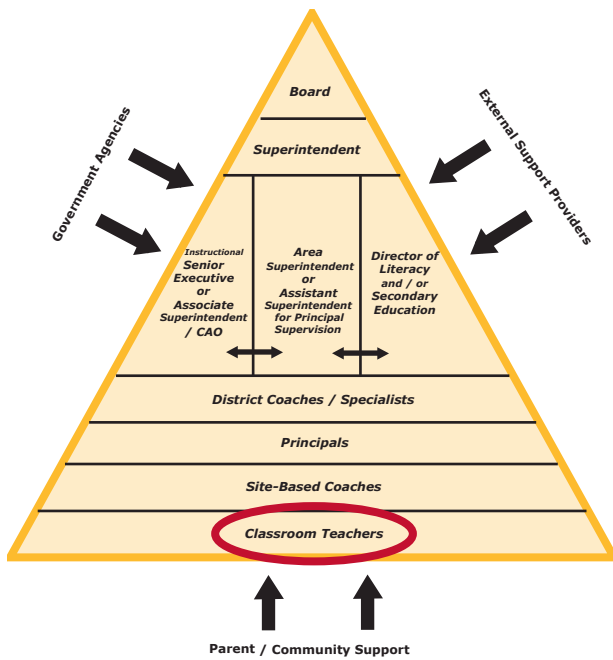 Board
Superintendent
Government Agencies
External Support Providers
Instructional
Senior
Executive
or
Associate
Superintendent
/ CAO
Area
Superintendent
or
Assistant
Superintendent
for Principal
Supervision
Director of
Literacy
and / or
Secondary
Education
District Coaches / Specialists
Principals
Site-Based Coaches
Classroom Teachers
Parent / Community Support